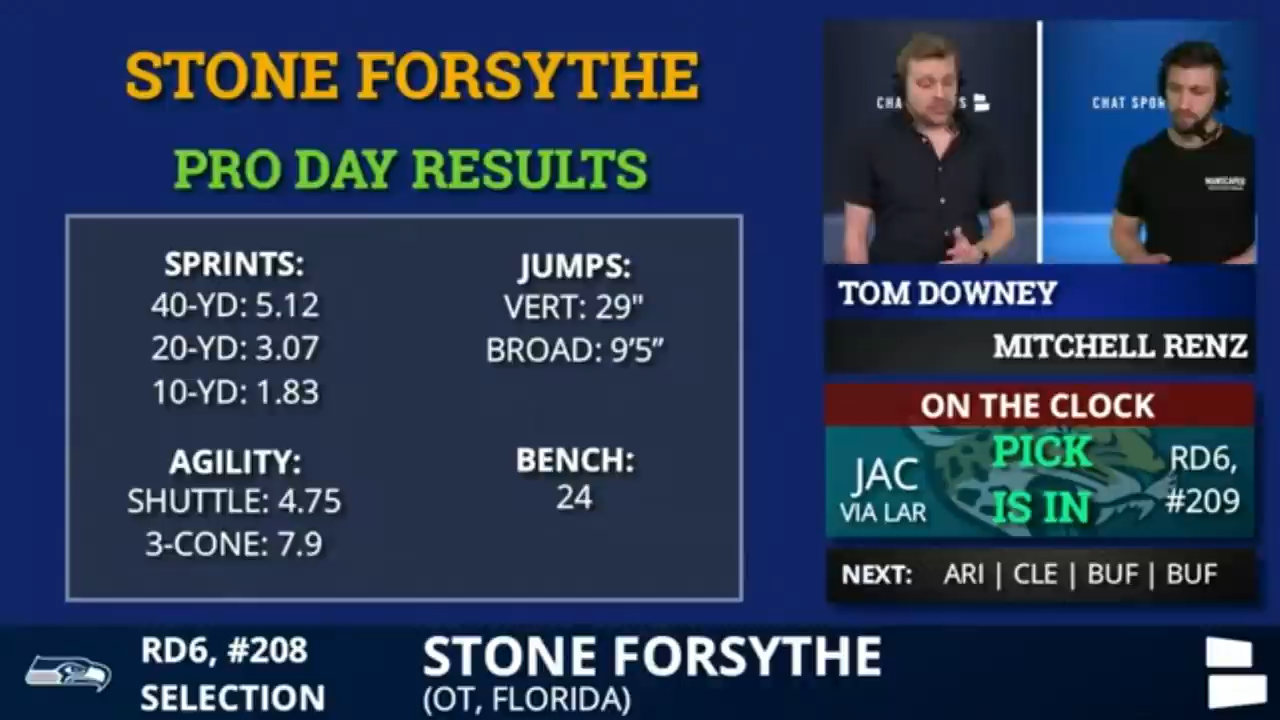 STONE FORSYTHE
PRO DAY RESULTS
SPRINTS:
40-YD: 5.12
20-YD: 3.07
10-YD: 1.83
JUMPS:
VERT: 29"
BROAD: 9'5”
AGILITY:
SHUTTLE: 4.75
3-CONE: 7.9
BENCH:
24
CHAT SPOR
TOM DOWNEY
MITCHELL RENZ
ON THE CLOCK
JAC
VIA LAR
PICK
IS IN
RD6,
#209
NEXT: ARI | CLE | BUF | BUF
RD6, #208
SELECTION
STONE FORSYTHE
(OT, FLORIDA)